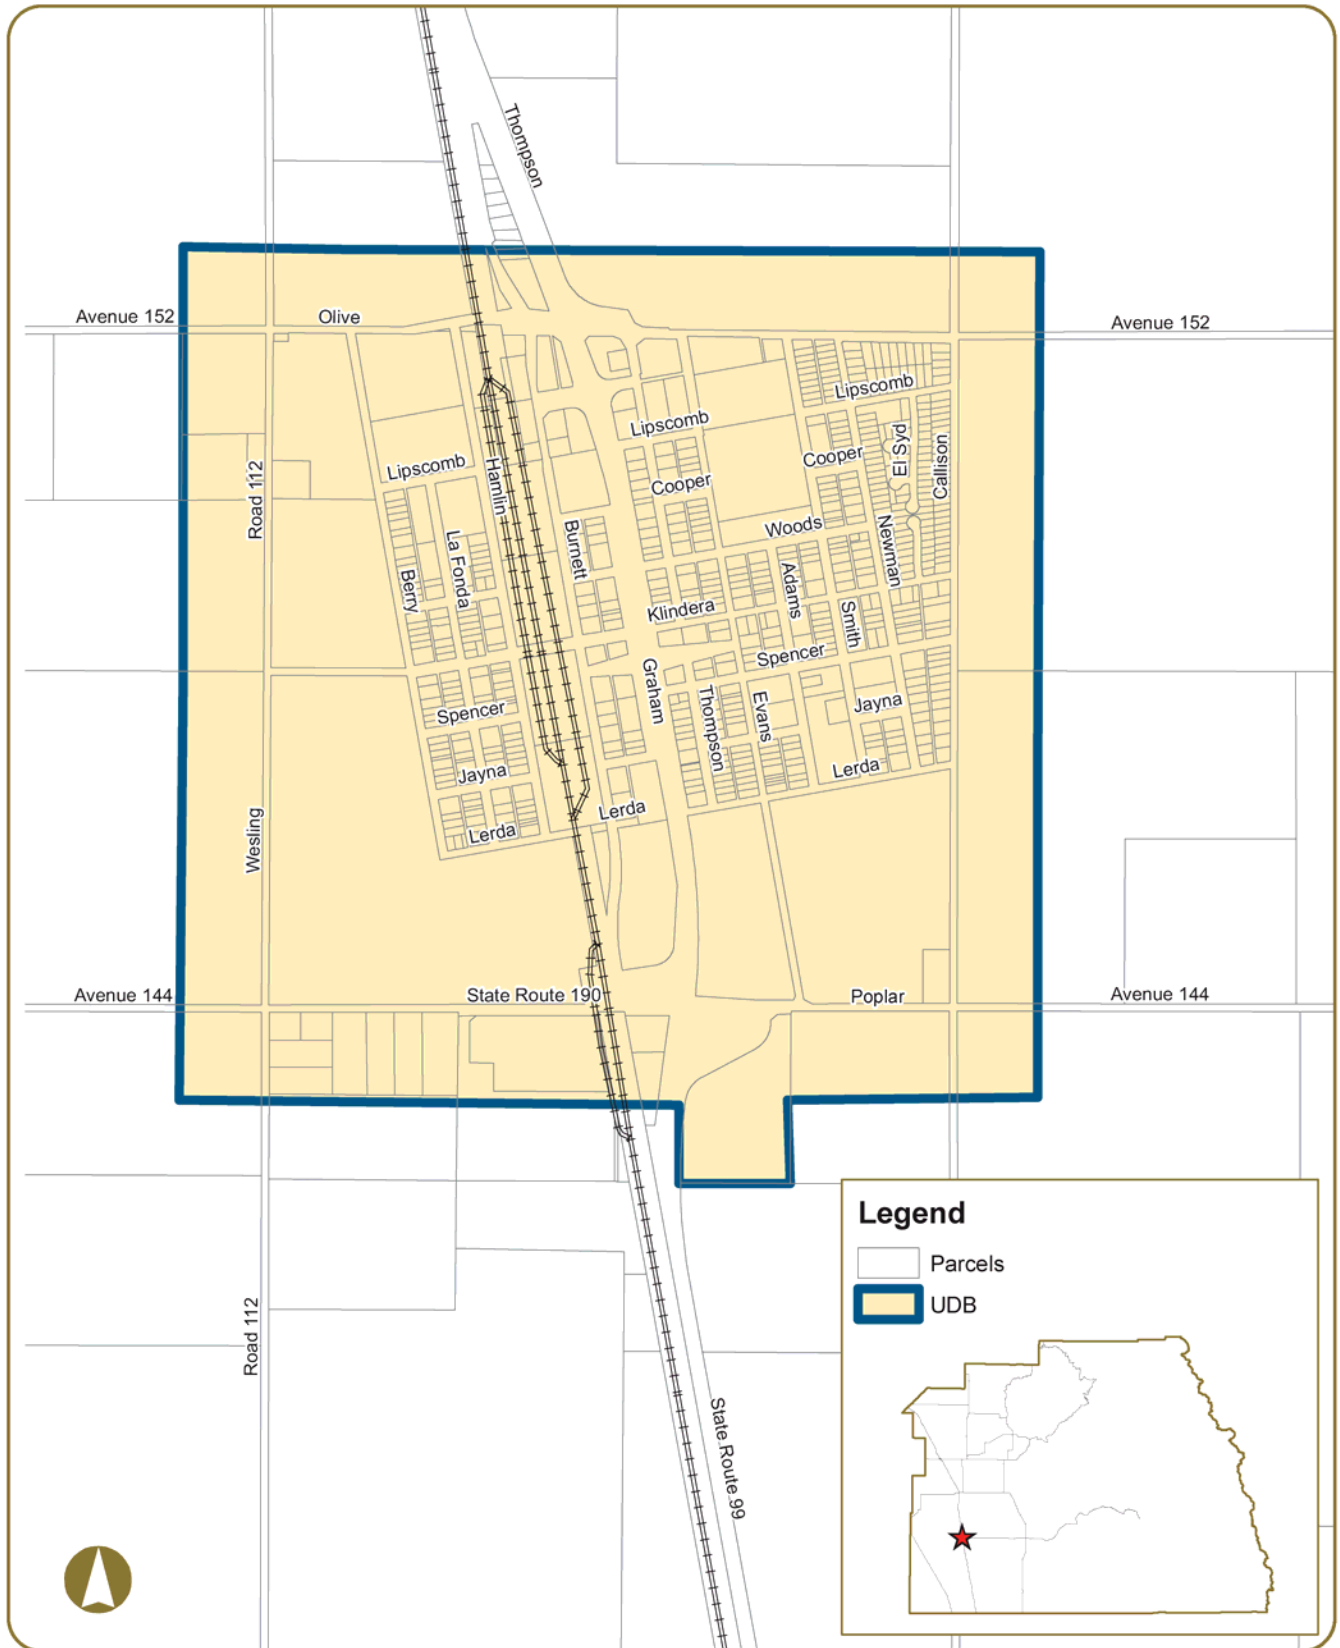 Thompson
Avenue 152
Olive
Avenue 152
Lipscomb
Lipscomb
Cooper
El Syd
Callison
Lipscomb
Cooper
Road 112
Hamlin
Woods
Burnett
Newman
La Fonda
Berry
Adams
Klindera
Smith
Spencer
Graham
Thompson
Evans
Jayna
Spencer
Jayna
Lerda
Lerda
Lerda
Wesling
Avenue 144
State Route 190
Poplar
Avenue 144
Legend
Parcels
UDB
Road 112
State Route 99